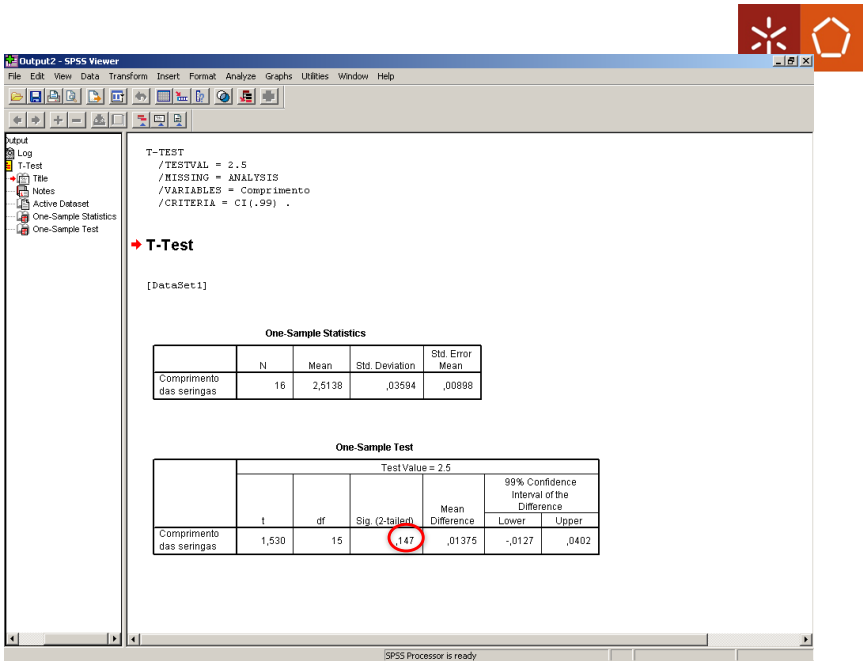 Output2 - SPSS Viewer
File Edit View Data Transform Insert Format Analyze Graphs Utilities Window Help
Output
Log
T-Test
Title
Notes
Active Dataset
One-Sample Statistics
One-Sample Test
T-TEST
/TESTVAL = 2.5
/MISSING = ANALYSIS
/VARIABLES = Comprimento
/CRITERIA = CI(.99) .
T-Test
[DataSet1]
One-Sample Statistics
N Mean Std. Deviation Std. Error Mean
Comprimento das seringas 16 2,5138 ,03594 ,00898
One-Sample Test
Test Value = 2.5
99% Confidence Interval of the Difference
t df Sig. (2-tailed) Mean Difference Lower Upper
Comprimento das seringas 1,530 15 ,147 ,01375 -,0127 ,0402
SPSS Processor is ready